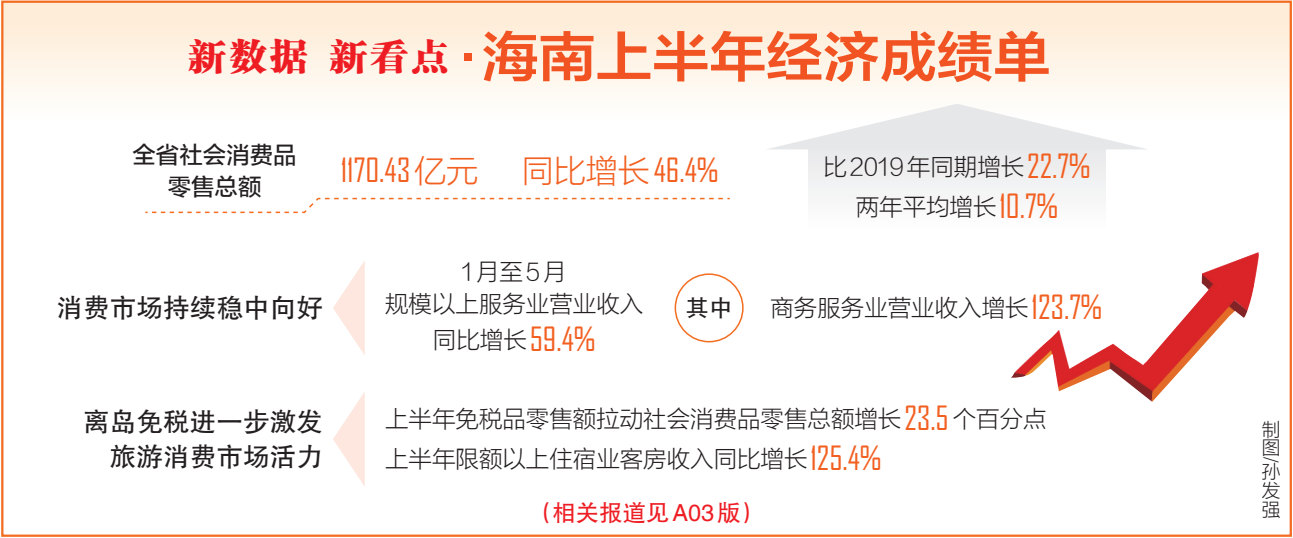 新数据 新看点·海南上半年经济成绩单
全省社会消费品
零售总额
1170.43亿元 同比增长46.4%
比2019年同期增长22.7%
两年平均增长10.7%
消费市场持续稳中向好
1月至5月
规模以上服务业营业收入
同比增长59.4%
其中
商务服务业营业收入增长123.7%
离岛免税进一步激发
旅游消费市场活力
上半年免税品零售额拉动社会消费品零售总额增长23.5个百分点
上半年限额以上住宿业客房收入同比增长125.4%
(相关报道见A03版)
制图/孙发强